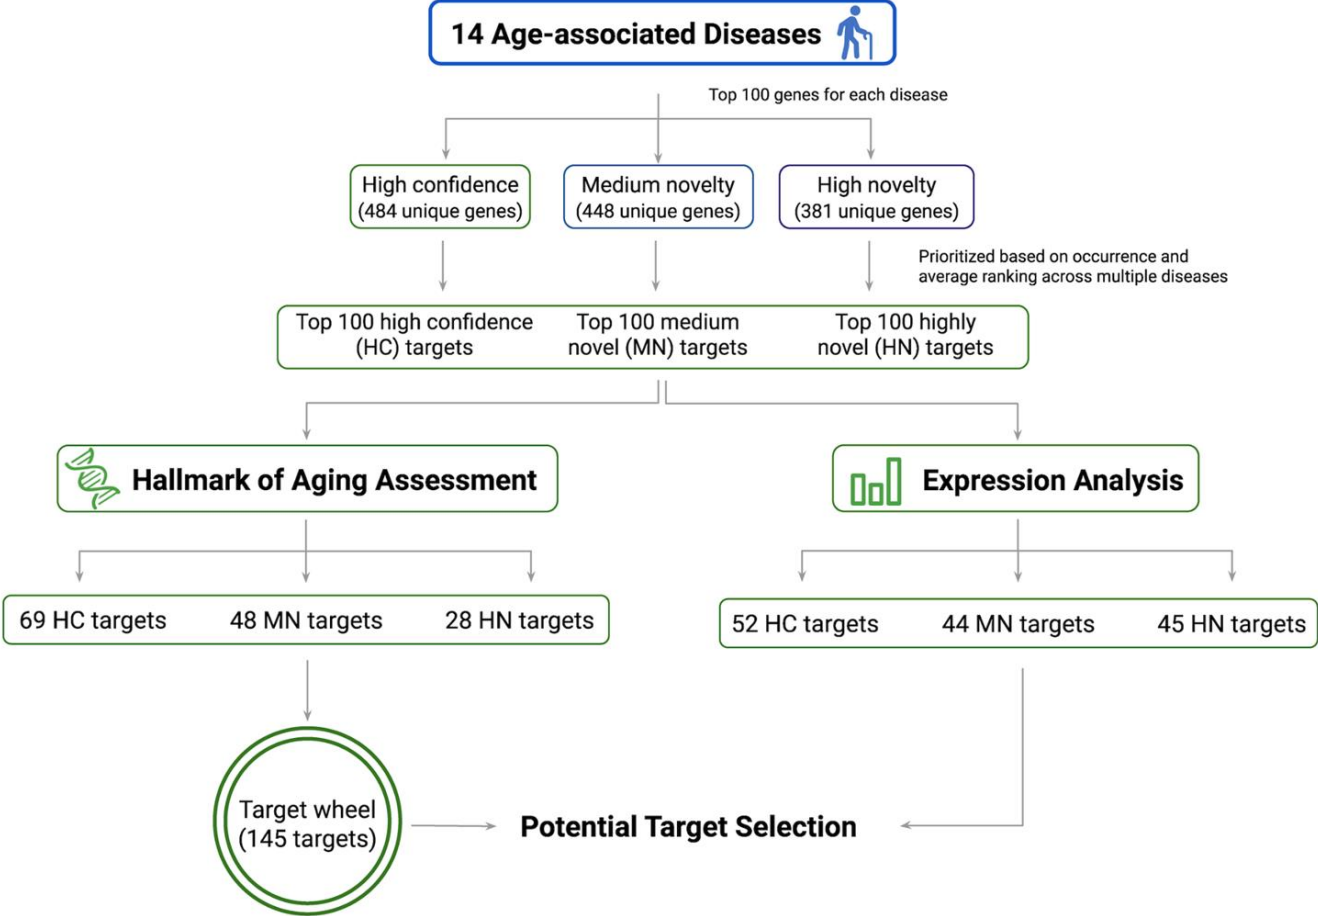 14 Age-associated Diseases
Top 100 genes for each disease
High confidence
(484 unique genes)
Medium novelty
(448 unique genes)
High novelty
(381 unique genes)
Prioritized based on occurrence and
average ranking across multiple diseases
Top 100 high confidence
(HC) targets
Top 100 medium
novel (MN) targets
Top 100 highly
novel (HN) targets
Hallmark of Aging Assessment
Expression Analysis
69 HC targets
48 MN targets
28 HN targets
52 HC targets
44 MN targets
45 HN targets
Target wheel
(145 targets)
Potential Target Selection